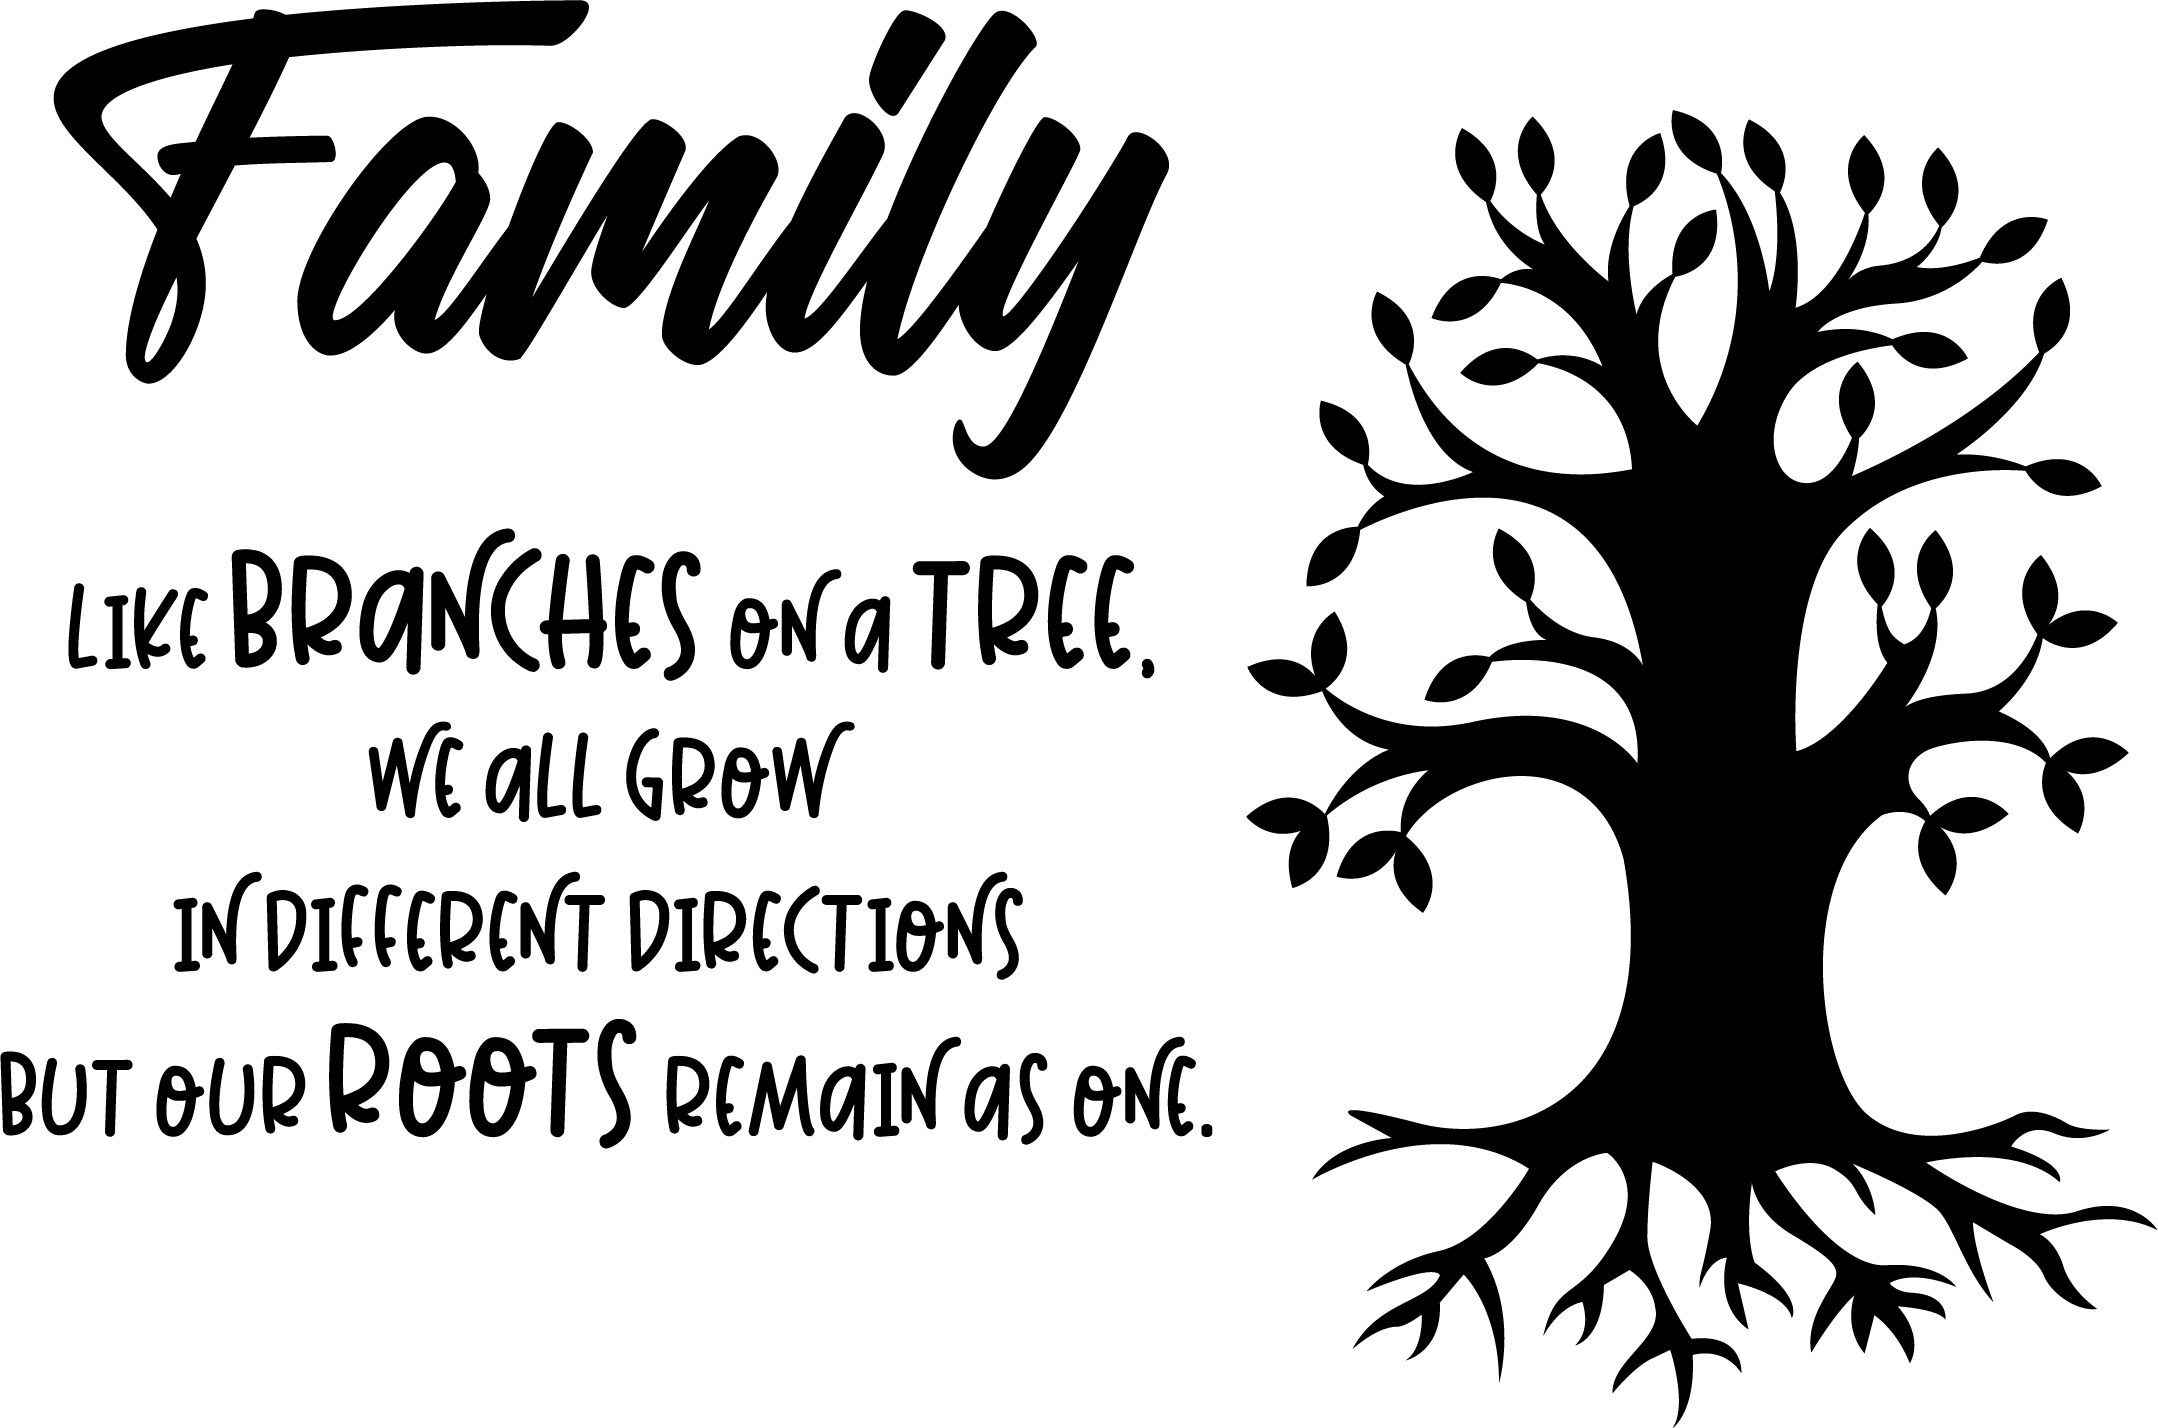 Family
LIKE BRANCHES ON A TREE.
WE ALL GROW
IN DIFFERENT DIRECTIONS
BUT OUR ROOTS REMAIN AS ONE.